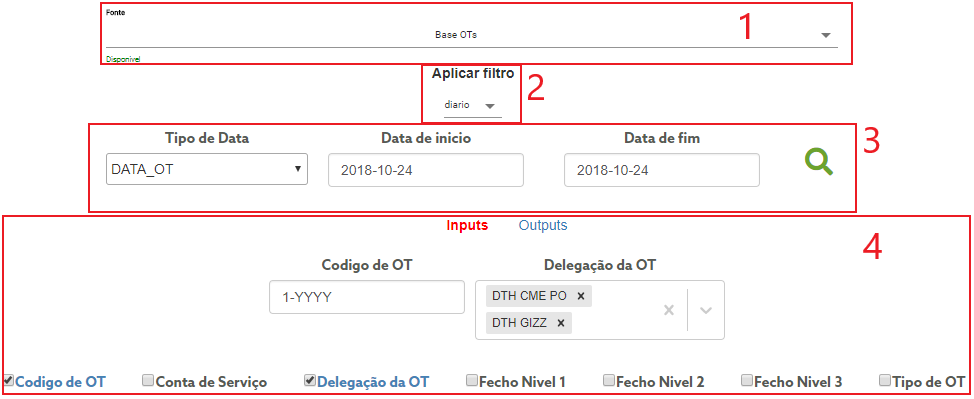 Fonte
1
Base OTs
Disponivel
Aplicar filtro
2
diario
Tipo de Data Data de inicio Data de fim
3
DATA_OT 2018-10-24 2018-10-24
Inputs Outputs
4
Codigo de OT Delegação da OT
1-YYYY
DTH CME PO ×
DTH GIZZ ×
Codigo de OT Conta de Serviço Delegação da OT Fecho Nivel 1 Fecho Nivel 2 Fecho Nivel 3 Tipo de OT